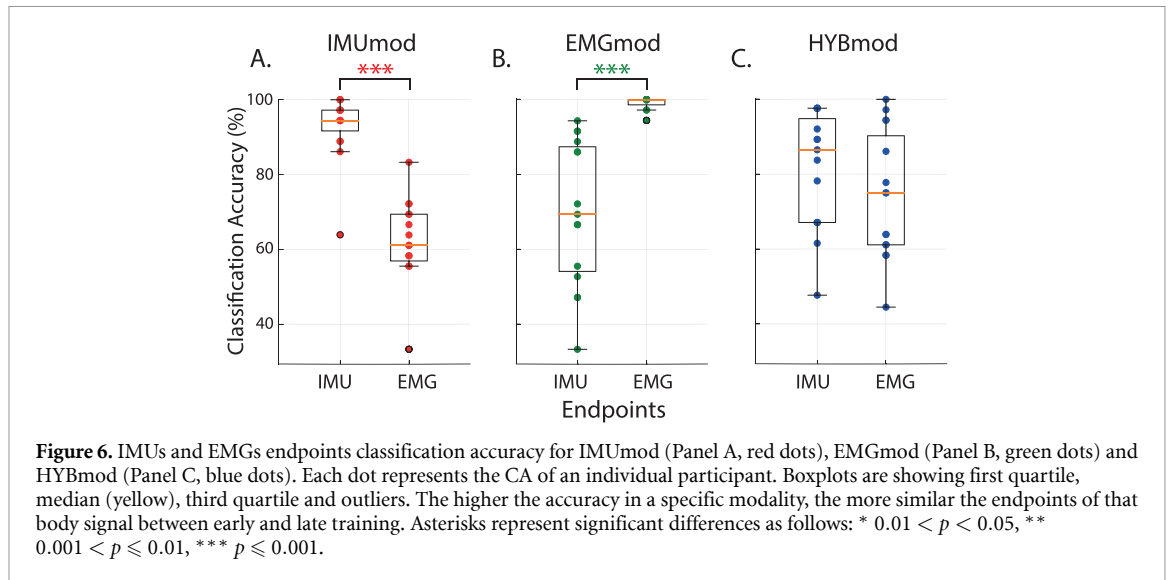 IMUmod
EMGmod
HYBmod
A.
***
B.
***
C.
Classification Accuracy (%)
100
80
60
40
IMU
EMG
IMU
EMG
IMU
EMG
Endpoints
Figure 6. IMUs and EMGs endpoints classification accuracy for IMUmod (Panel A, red dots), EMGmod (Panel B, green dots) and
HYBmod (Panel C, blue dots). Each dot represents the CA of an individual participant. Boxplots are showing first quartile,
median (yellow), third quartile and outliers. The higher the accuracy in a specific modality, the more similar the endpoints of that
body signal between early and late training. Asterisks represent significant differences as follows: * 0.01 < p < 0.05, **
0.001 < p ⩽ 0.01, *** p ⩽ 0.001.